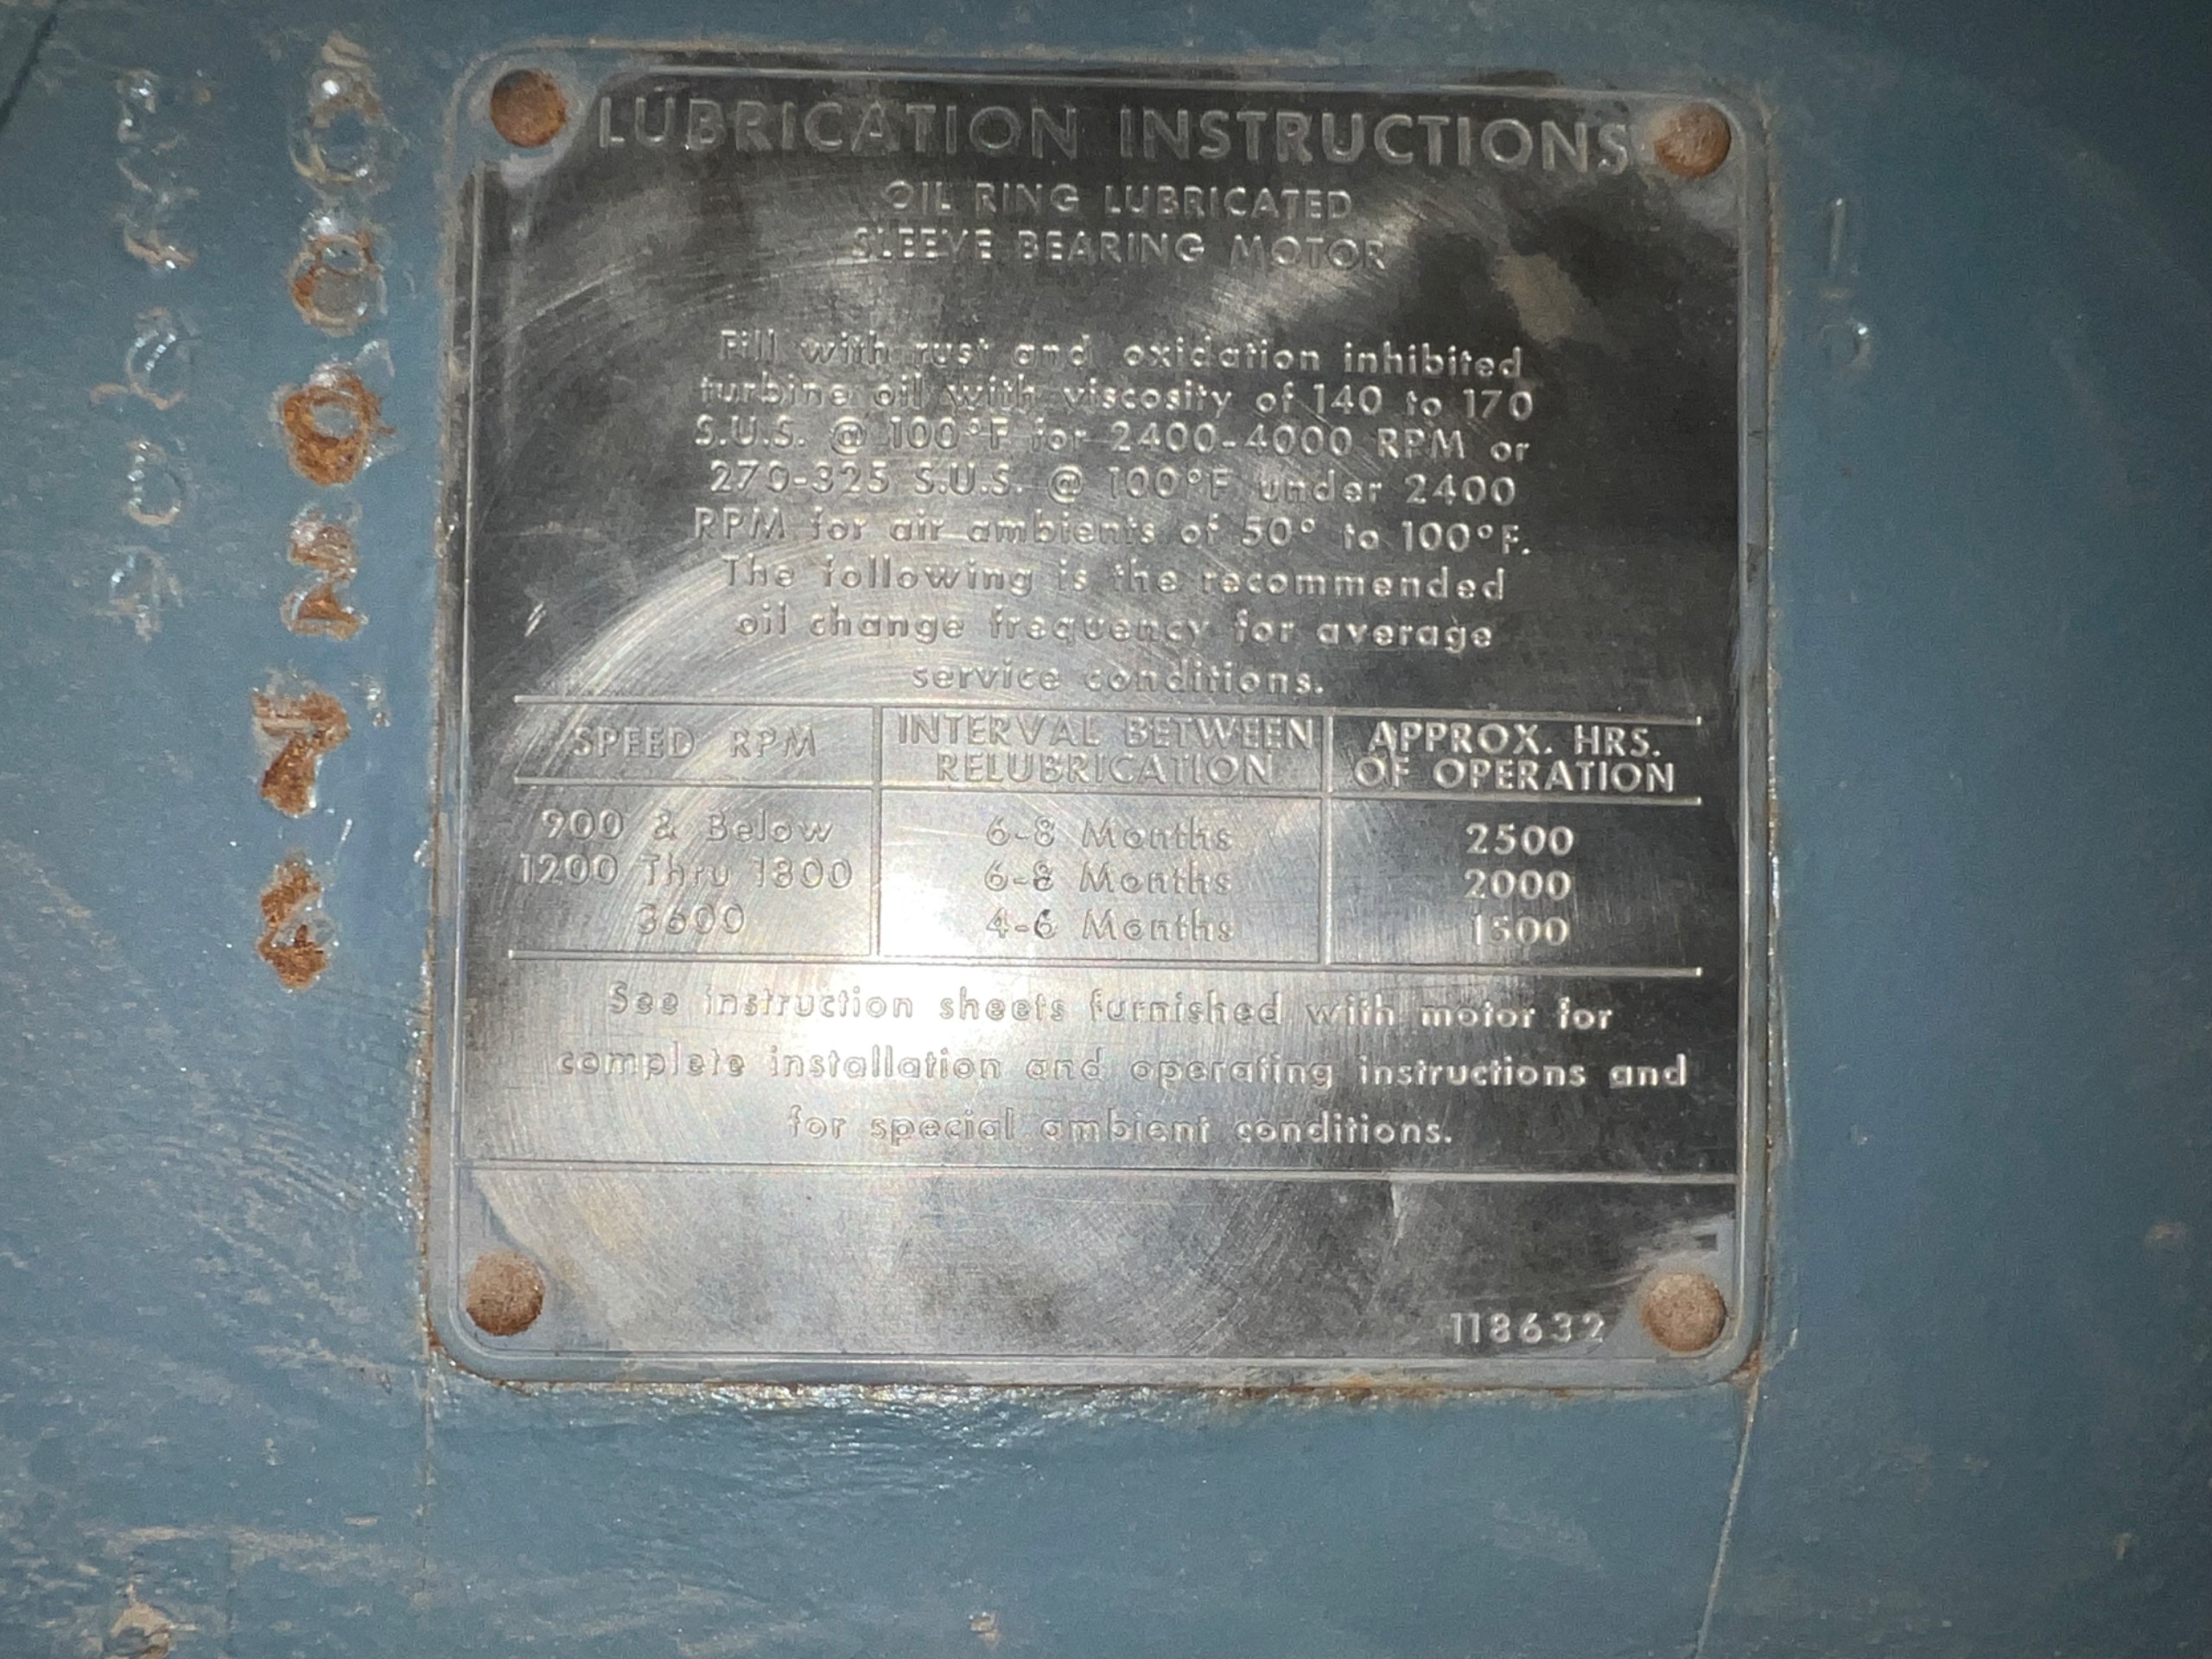 LUBRICATION INSTRUCTIONS
OIL RING LUBRICATED
SLEEVE BEARING MOTOR
Fill with rust and oxidation inhibited
turbine oil with viscosity of 140 to 170
S.U.S. @ 100°F for 2400-4000 RPM or
270-325 S.U.S. @ 100°F under 2400
RPM for air ambients of 50° to 100°F.
The following is the recommended
oil change frequency for average
service conditions.
SPEED RPM INTERVAL BETWEEN RELUBRICATION APPROX. HRS. OF OPERATION
900 & Below 6-8 Months 2500
1200 Thru 1800 6-8 Months 2000
3600 4-6 Months 1500
See instruction sheets furnished with motor for
complete installation and operating instructions and
for special ambient conditions.
118632